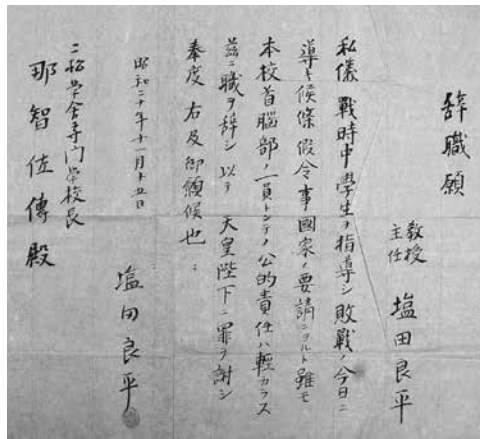 辞職願
教授
主任
塩田良平
私儀 戦時中學生ヲ指導シ敗戦ノ今日ニ
導キ候條假令事國家ノ要請ニヨルト雖モ
本校首脳部ノ一員トシテノ公的責任ハ輕カラス
茲ニ職ヲ辞シ以テ 天皇陛下ニ罪ヲ謝シ
奉度 右及御願候也
昭和二十年十一月十五日
塩田良平
二松学舎専門学校長
那智佐傳殿